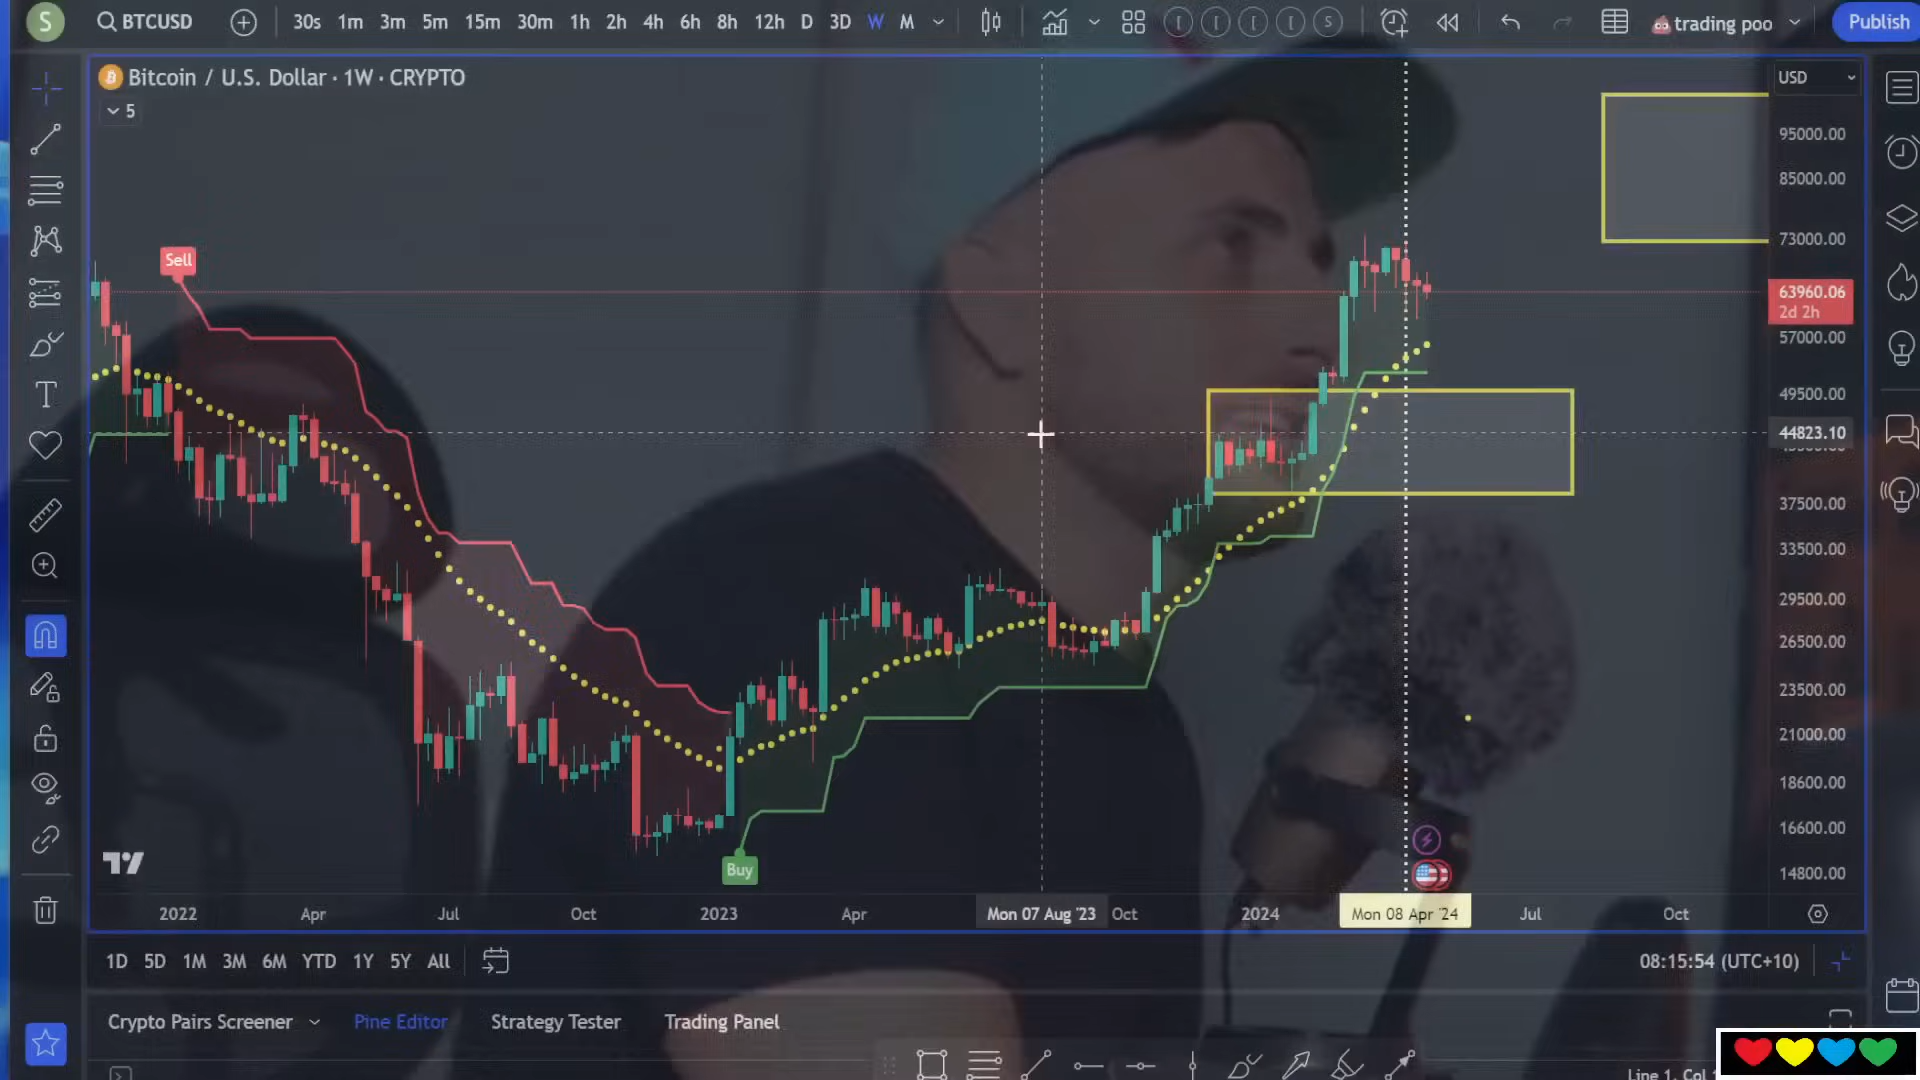 S
BTCUSD
30s 1m 3m 5m 15m 30m 1h 2h 4h 6h 8h 12h D 3D W M
S
trading poo
Publish
Bitcoin / U.S. Dollar · 1W · CRYPTO
5
USD
95000.00
85000.00
73000.00
63960.06
2d 2h
57000.00
49500.00
44823.10
37500.00
33500.00
29500.00
26500.00
23500.00
21000.00
18600.00
16600.00
14800.00
Sell
Buy
2022 Apr Jul Oct 2023 Apr Mon 07 Aug '23 Oct 2024 Mon 08 Apr '24 Jul Oct
1D 5D 1M 3M 6M YTD 1Y 5Y All
08:15:54 (UTC+10)
Crypto Pairs Screener Pine Editor Strategy Tester Trading Panel
Line 1, Col